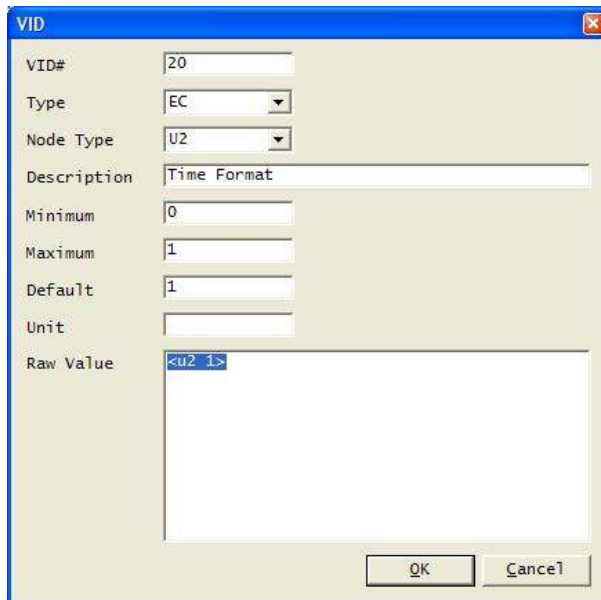 VID
VID# 20
Type EC
Node Type U2
Description Time Format
Minimum 0
Maximum 1
Default 1
Unit
Raw Value <u2 1>
OK Cancel